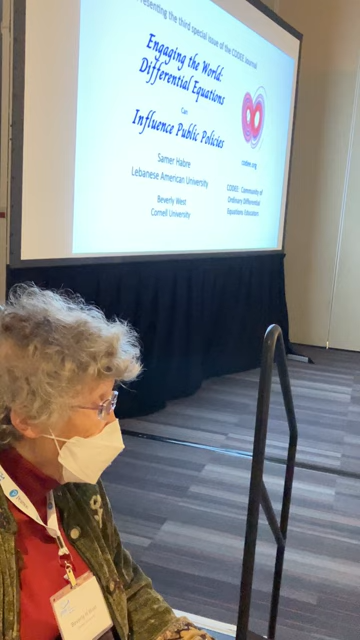 Presenting the third special issue of the CODEE Journal
Engaging the World:
Differential Equations
Can
Influence Public Policies
Samer Habre
Lebanese American University
Beverly West
Cornell University
codee.org
CODEE: Community of
Ordinary Differential
Equations Educators